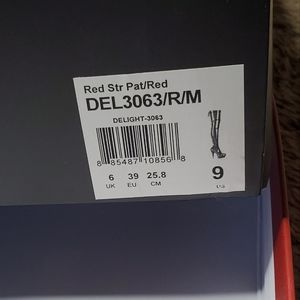 Red Str Pat/Red
DEL3063/R/M
DELIGHT-3063
8 85487 10856 8
6 39 25.8 9
UK EU CM US